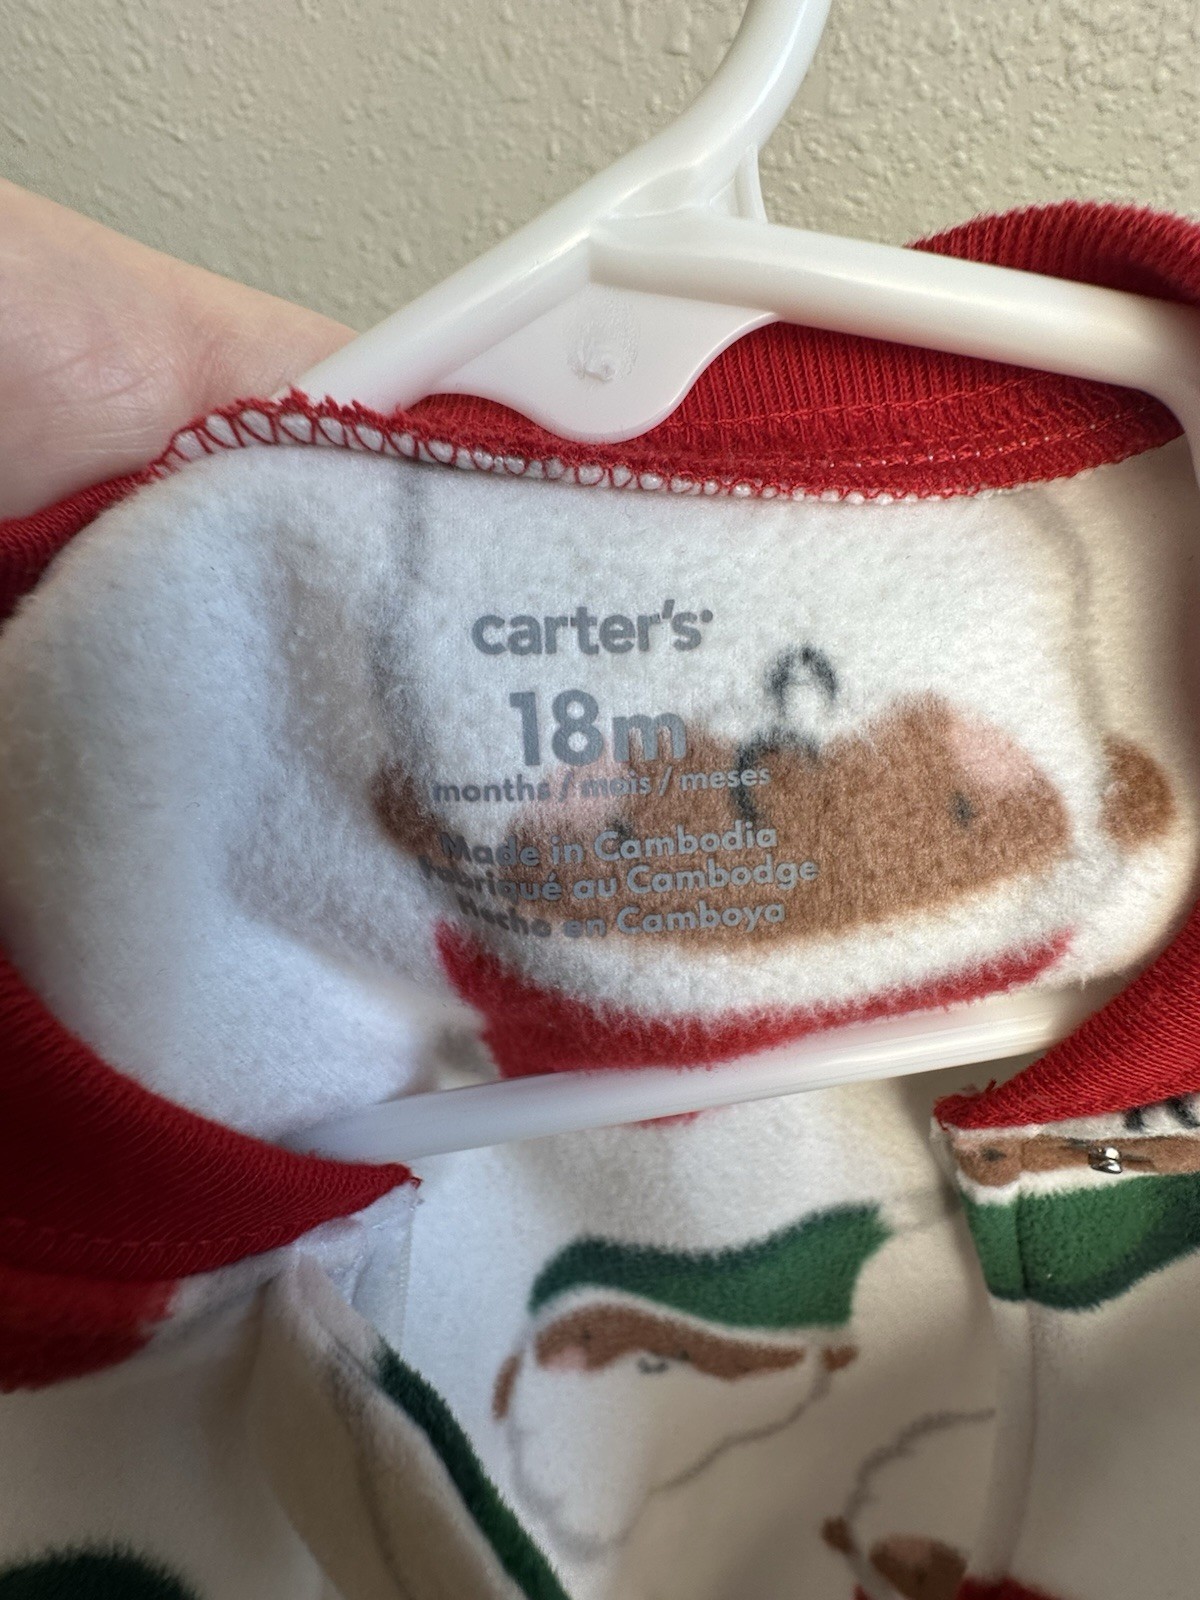 carter's
18m
months / mois / meses
Made in Cambodia
Fabriqué au Cambodge
Hecho en Camboya